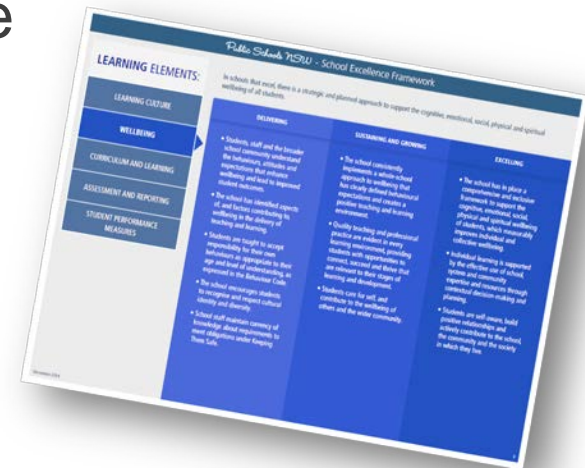 e
Public Schools NSW - School Excellence Framework
LEARNING ELEMENTS:
LEARNING CULTURE
WELLBEING
CURRICULUM AND LEARNING
ASSESSMENT AND REPORTING
STUDENT PERFORMANCE
MEASURES
In schools that excel, there is a strategic and planned approach to support the cognitive, emotional, social, physical and spiritual
wellbeing of all students.
DELIVERING
• Students, staff and the broader
school community understand
the behaviours, attitudes and
expectations that enhance
wellbeing and lead to improved
student outcomes.
• The school has identified aspects
of, and factors contributing to,
wellbeing in the delivery of
teaching and learning.
• Students are taught to accept
responsibility for their own
behaviours as appropriate to their
age and level of understanding, as
expressed in the Behaviour Code.
• The school encourages students
to recognise and respect cultural
identity and diversity.
• School staff maintain currency of
knowledge about requirements to
meet obligations under Keeping
Them Safe.
SUSTAINING AND GROWING
• The school consistently
implements a whole-school
approach to wellbeing that
has clearly defined behavioural
expectations and creates a
positive teaching and learning
environment.
• Quality teaching and professional
practice are evident in every
learning environment, providing
students with opportunities to
connect, succeed and thrive that
are relevant to their stages of
learning and development.
• Students care for self, and
contribute to the wellbeing of
others and the wider community.
EXCELLING
• The school has in place a
comprehensive and inclusive
framework to support the
cognitive, emotional, social,
physical and spiritual wellbeing
of students, which measurably
improves individual and
collective wellbeing.
• Individual learning is supported
by the effective use of school,
system and community
expertise and resources through
contextual decision-making and
planning.
• Students are self-aware, build
positive relationships and
actively contribute to the school,
the community and the society
in which they live.